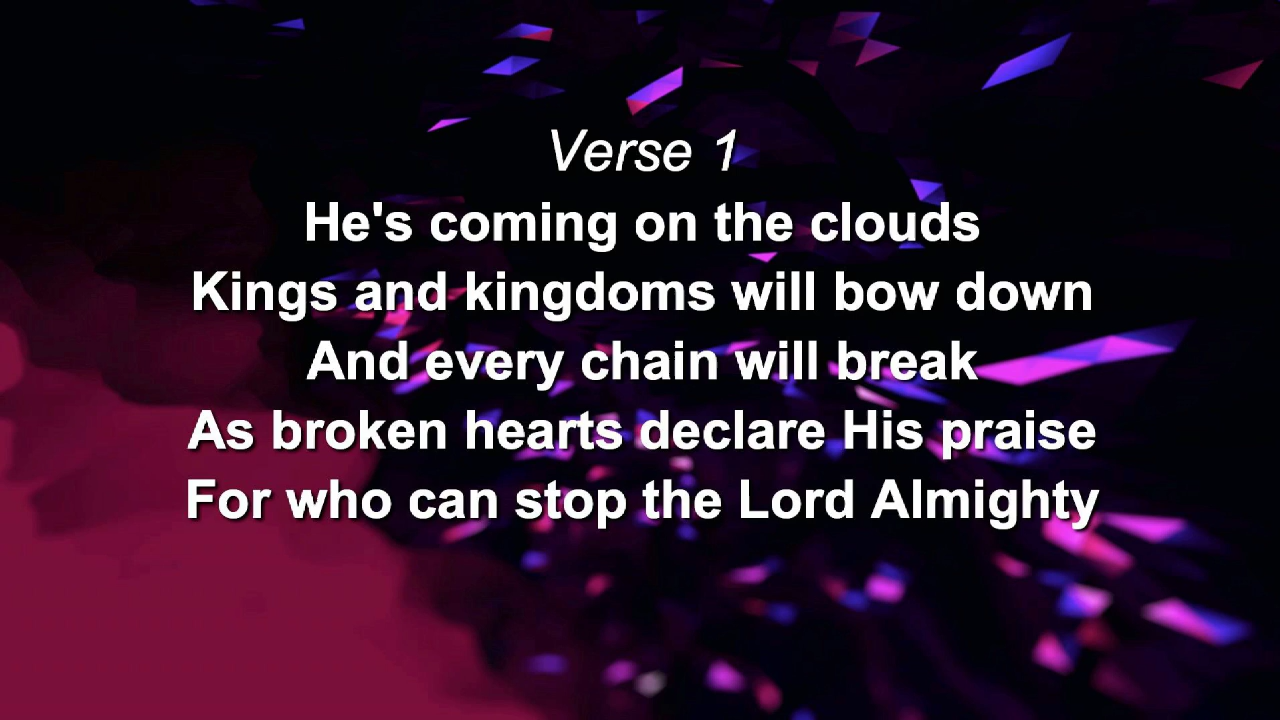 Verse 1
He's coming on the clouds
Kings and kingdoms will bow down
And every chain will break
As broken hearts declare His praise
For who can stop the Lord Almighty